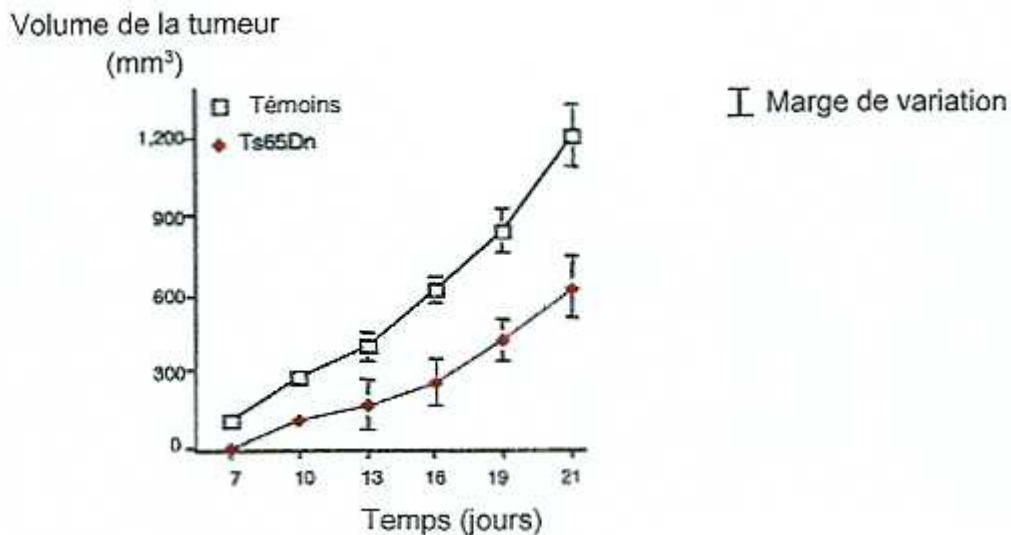 Volume de la tumeur
(mm³)
Témoins
Ts65Dn
Marge de variation
1,200
900
600
300
0
7 10 13 16 19 21
Temps (jours)